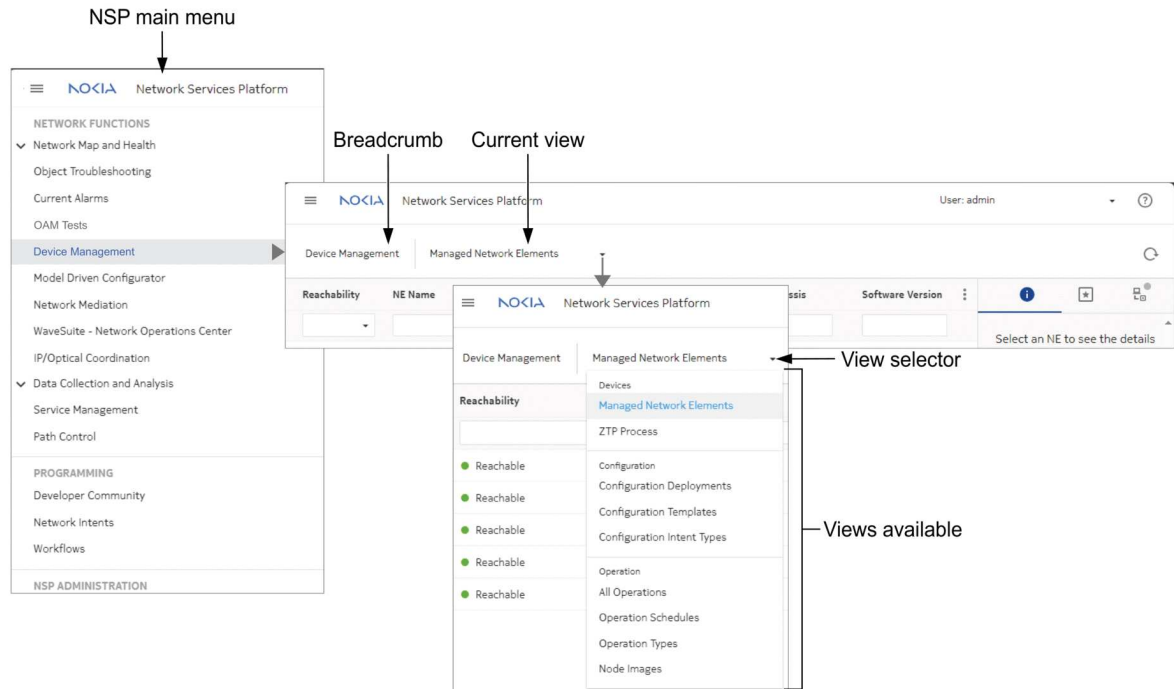 NSP main menu
NOKIA Network Services Platform
NETWORK FUNCTIONS
Network Map and Health
Object Troubleshooting
Current Alarms
OAM Tests
Device Management
Model Driven Configurator
Network Mediation
WaveSuite - Network Operations Center
IP/Optical Coordination
Data Collection and Analysis
Service Management
Path Control
PROGRAMMING
Developer Community
Network Intents
Workflows
NSP ADMINISTRATION
Breadcrumb Current view
NOKIA Network Services Platform User: admin ?
Device Management Managed Network Elements
Reachability NE Name ssis Software Version
Select an NE to see the details
NOKIA Network Services Platform
Device Management Managed Network Elements
View selector
Reachability
Devices
Managed Network Elements
ZTP Process
Configuration
Configuration Deployments
Configuration Templates
Configuration Intent Types
Operation
All Operations
Operation Schedules
Operation Types
Node Images
Reachable
Reachable
Reachable
Reachable
Reachable
Views available